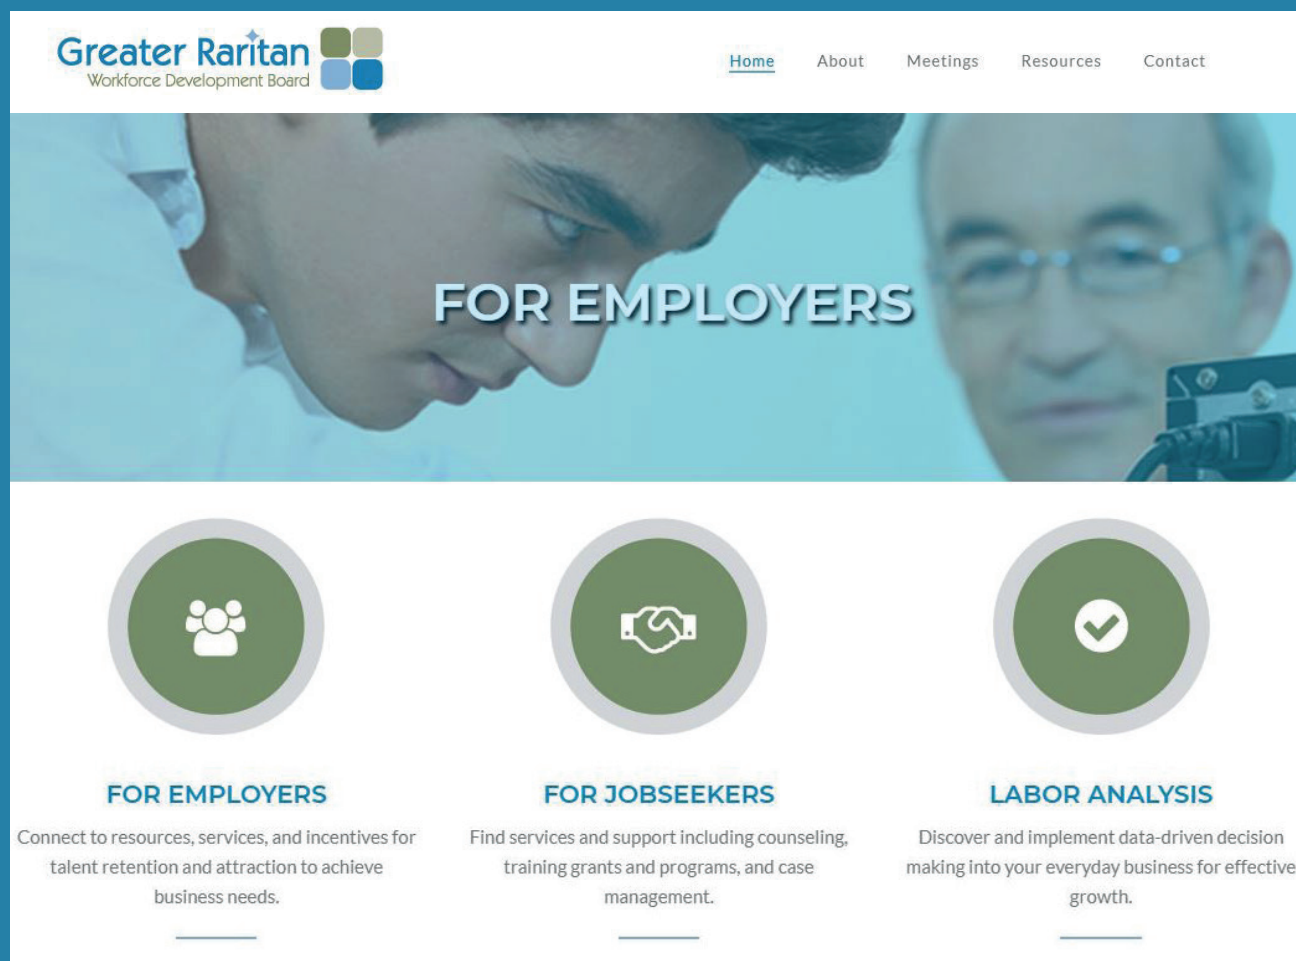 Greater Raritan
Workforce Development Board
Home About Meetings Resources Contact
FOR EMPLOYERS
FOR EMPLOYERS
Connect to resources, services, and incentives for
talent retention and attraction to achieve
business needs.
FOR JOBSEEKERS
Find services and support including counseling,
training grants and programs, and case
management.
LABOR ANALYSIS
Discover and implement data-driven decision
making into your everyday business for effective
growth.